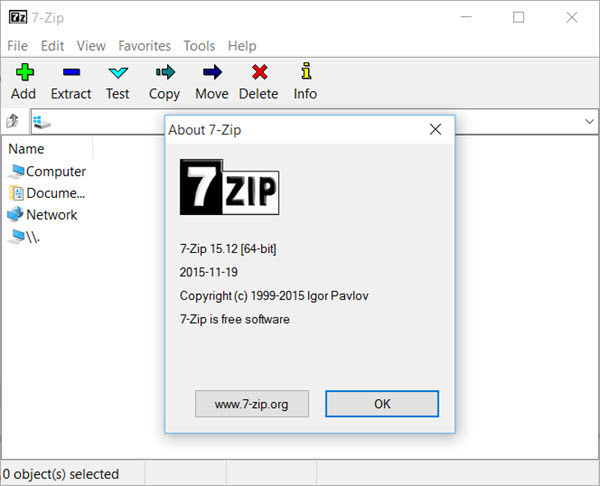 7z 7-Zip
File Edit View Favorites Tools Help
Add Extract Test Copy Move Delete Info
Name
Computer
Docume...
Network
\\.
About 7-Zip
7 ZIP
7-Zip 15.12 [64-bit]
2015-11-19
Copyright (c) 1999-2015 Igor Pavlov
7-Zip is free software
www.7-zip.org OK
0 object(s) selected